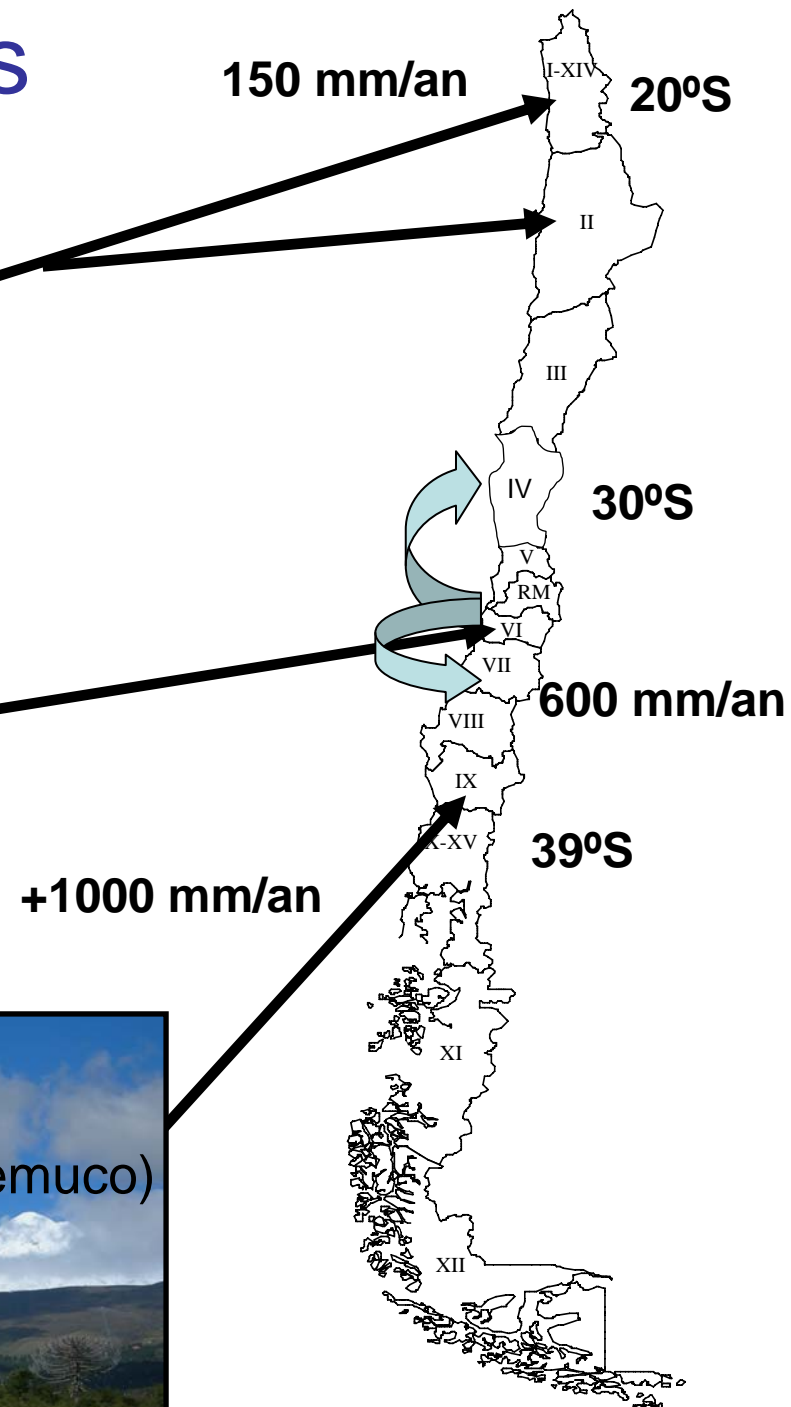 s
150 mm/an
I-XIV
20ºS
II
III
IV
30ºS
V
RM
VI
VII
600 mm/an
VIII
IX
X-XV
39ºS
+1000 mm/an
XI
emuco)
XII